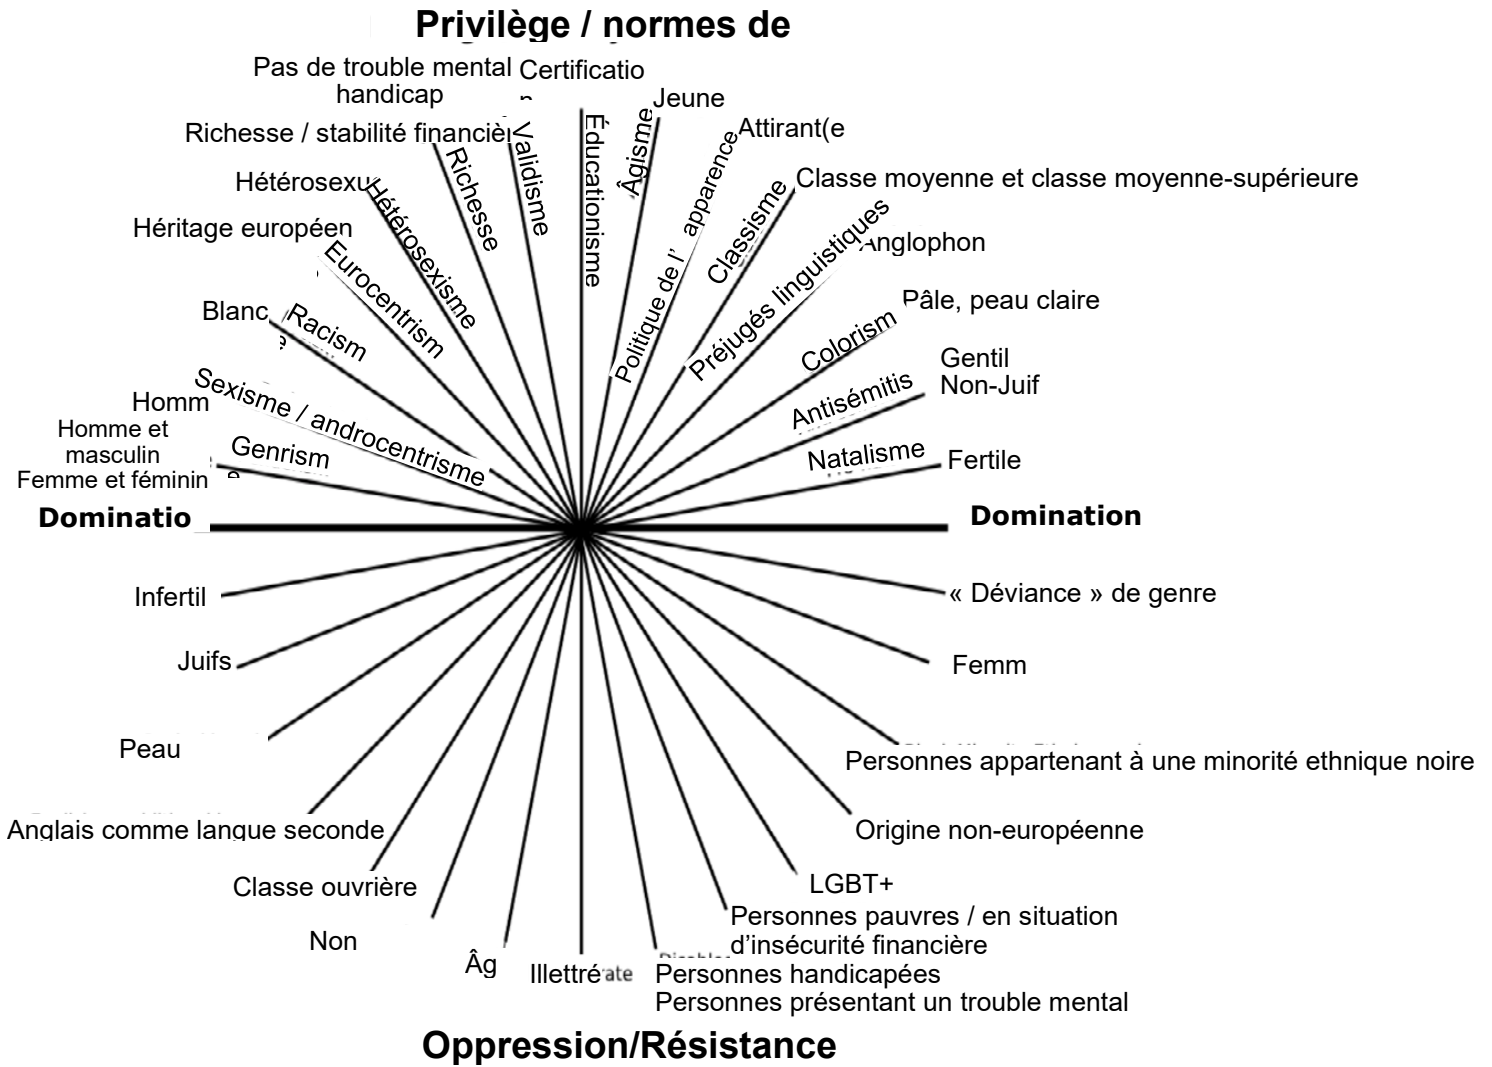 Privilège / normes de
Pas de trouble mental
handicap
Certificatio
n
Jeune
Richesse / stabilité financièr
Attirant(e
Hétérosexu
Classe moyenne et classe moyenne-supérieure
Héritage européen
Anglophon
Blanc
e
Pâle, peau claire
Gentil
Non-Juif
Homm
Homme et
masculin
Femme et féminin
e
Fertile
Genrism
Sexisme / androcentrisme
Racism
Eurocentrism
Hétérosexisme
Richesse
Validisme
Éducationisme
Âgisme
Politique de l’ apparence
Classisme
Préjugés linguistiques
Colorism
Antisémitis
Natalisme
Dominatio
Domination
Infertil
« Déviance » de genre
Juifs
Femm
Peau
Personnes appartenant à une minorité ethnique noire
Anglais comme langue seconde
Origine non-européenne
Classe ouvrière
LGBT+
Non
Personnes pauvres / en situation
d’insécurité financière
Âg
Illettré
rate
Personnes handicapées
Personnes présentant un trouble mental
Oppression/Résistance